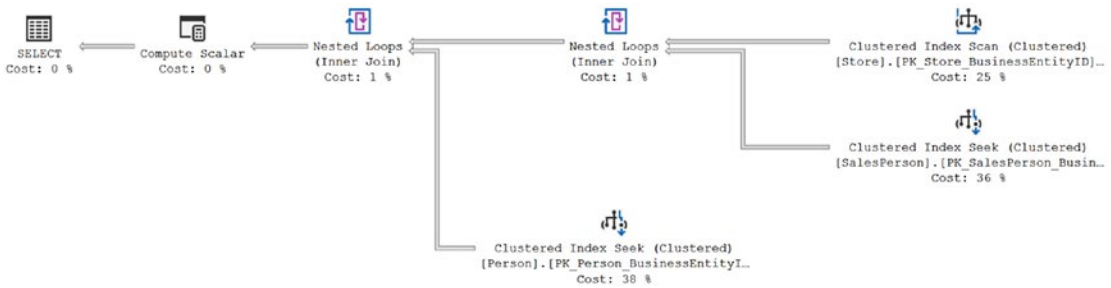 SELECT
Cost: 0 %
Compute Scalar
Cost: 0 %
Nested Loops
(Inner Join)
Cost: 1 %
Nested Loops
(Inner Join)
Cost: 1 %
Clustered Index Scan (Clustered)
[Store].[PK_Store_BusinessEntityID]…
Cost: 25 %
Clustered Index Seek (Clustered)
[SalesPerson].[PK_SalesPerson_Busin…
Cost: 36 %
Clustered Index Seek (Clustered)
[Person].[PK_Person_BusinessEntityI…
Cost: 38 %